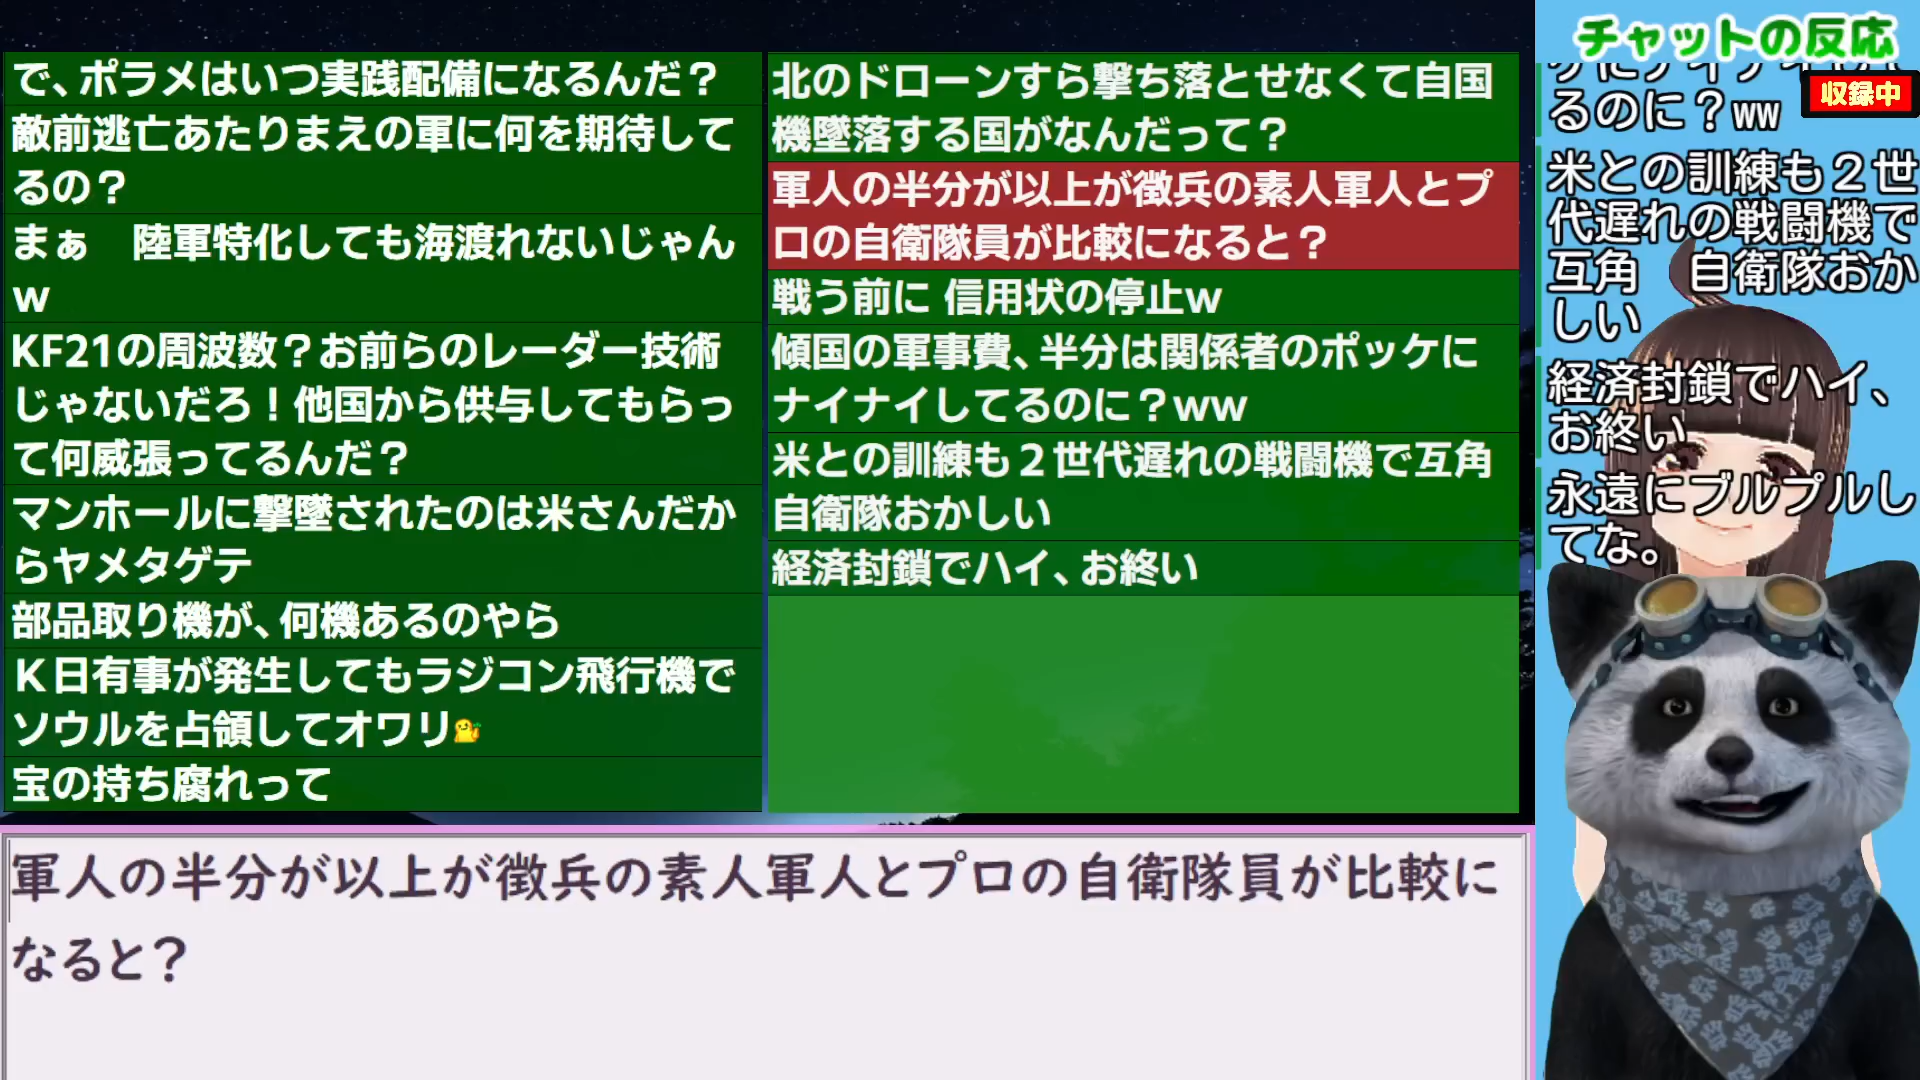 で、ポラメはいつ実践配備になるんだ？
敵前逃亡あたりまえの軍に何を期待して
るの？
まぁ　陸軍特化しても海渡れないじゃん
w
KF21の周波数？お前らのレーダー技術
じゃないだろ！他国から供与してもらっ
て何威張ってるんだ？
マンホールに撃墜されたのは米さんだか
らヤメタゲテ
部品取り機が、何機あるのやら
Ｋ日有事が発生してもラジコン飛行機で
ソウルを占領してオワリ
宝の持ち腐れって
北のドローンすら撃ち落とせなくて自国
機墜落する国がなんだって？
軍人の半分が以上が徴兵の素人軍人とプ
ロの自衛隊員が比較になると？
戦う前に 信用状の停止w
傾国の軍事費、半分は関係者のポッケに
ナイナイしてるのに？ww
米との訓練も２世代遅れの戦闘機で互角
自衛隊おかしい
経済封鎖でハイ、お終い
軍人の半分が以上が徴兵の素人軍人とプロの自衛隊員が比較に
なると？
チャットの反応
収録中
るのに？ww
米との訓練も２世
代遅れの戦闘機で
互角　自衛隊おか
しい
経済封鎖でハイ、
お終い
永遠にブルプルし
てな。